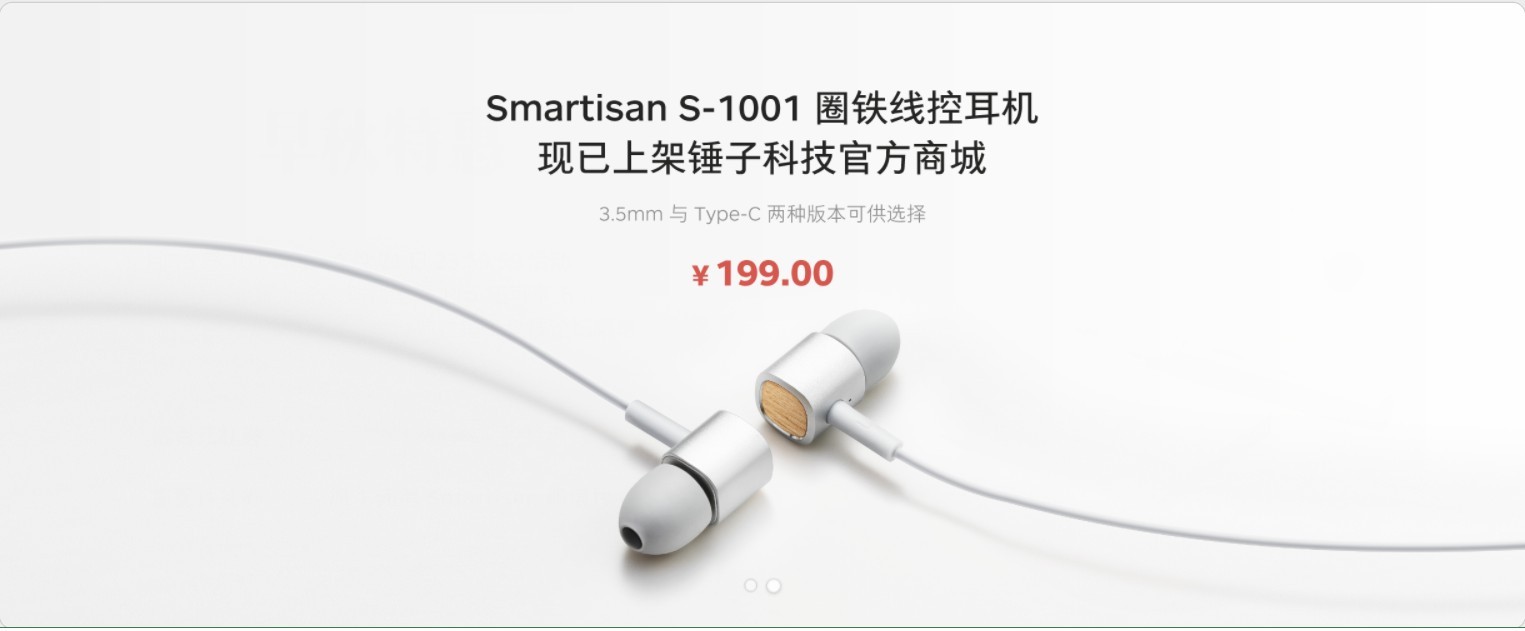 Smartisan S-1001 圈铁线控耳机
现已上架锤子科技官方商城
3.5mm 与 Type-C 两种版本可供选择
¥ 199.00